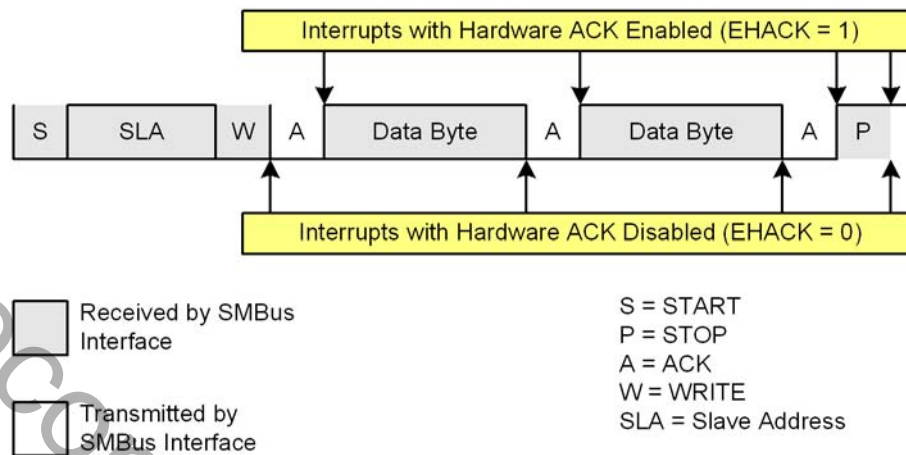 Interrupts with Hardware ACK Enabled (EHACK = 1)
S SLA W A Data Byte A Data Byte A P
Interrupts with Hardware ACK Disabled (EHACK = 0)
Received by SMBus
Interface
Transmitted by
SMBus Interface
S = START
P = STOP
A = ACK
W = WRITE
SLA = Slave Address